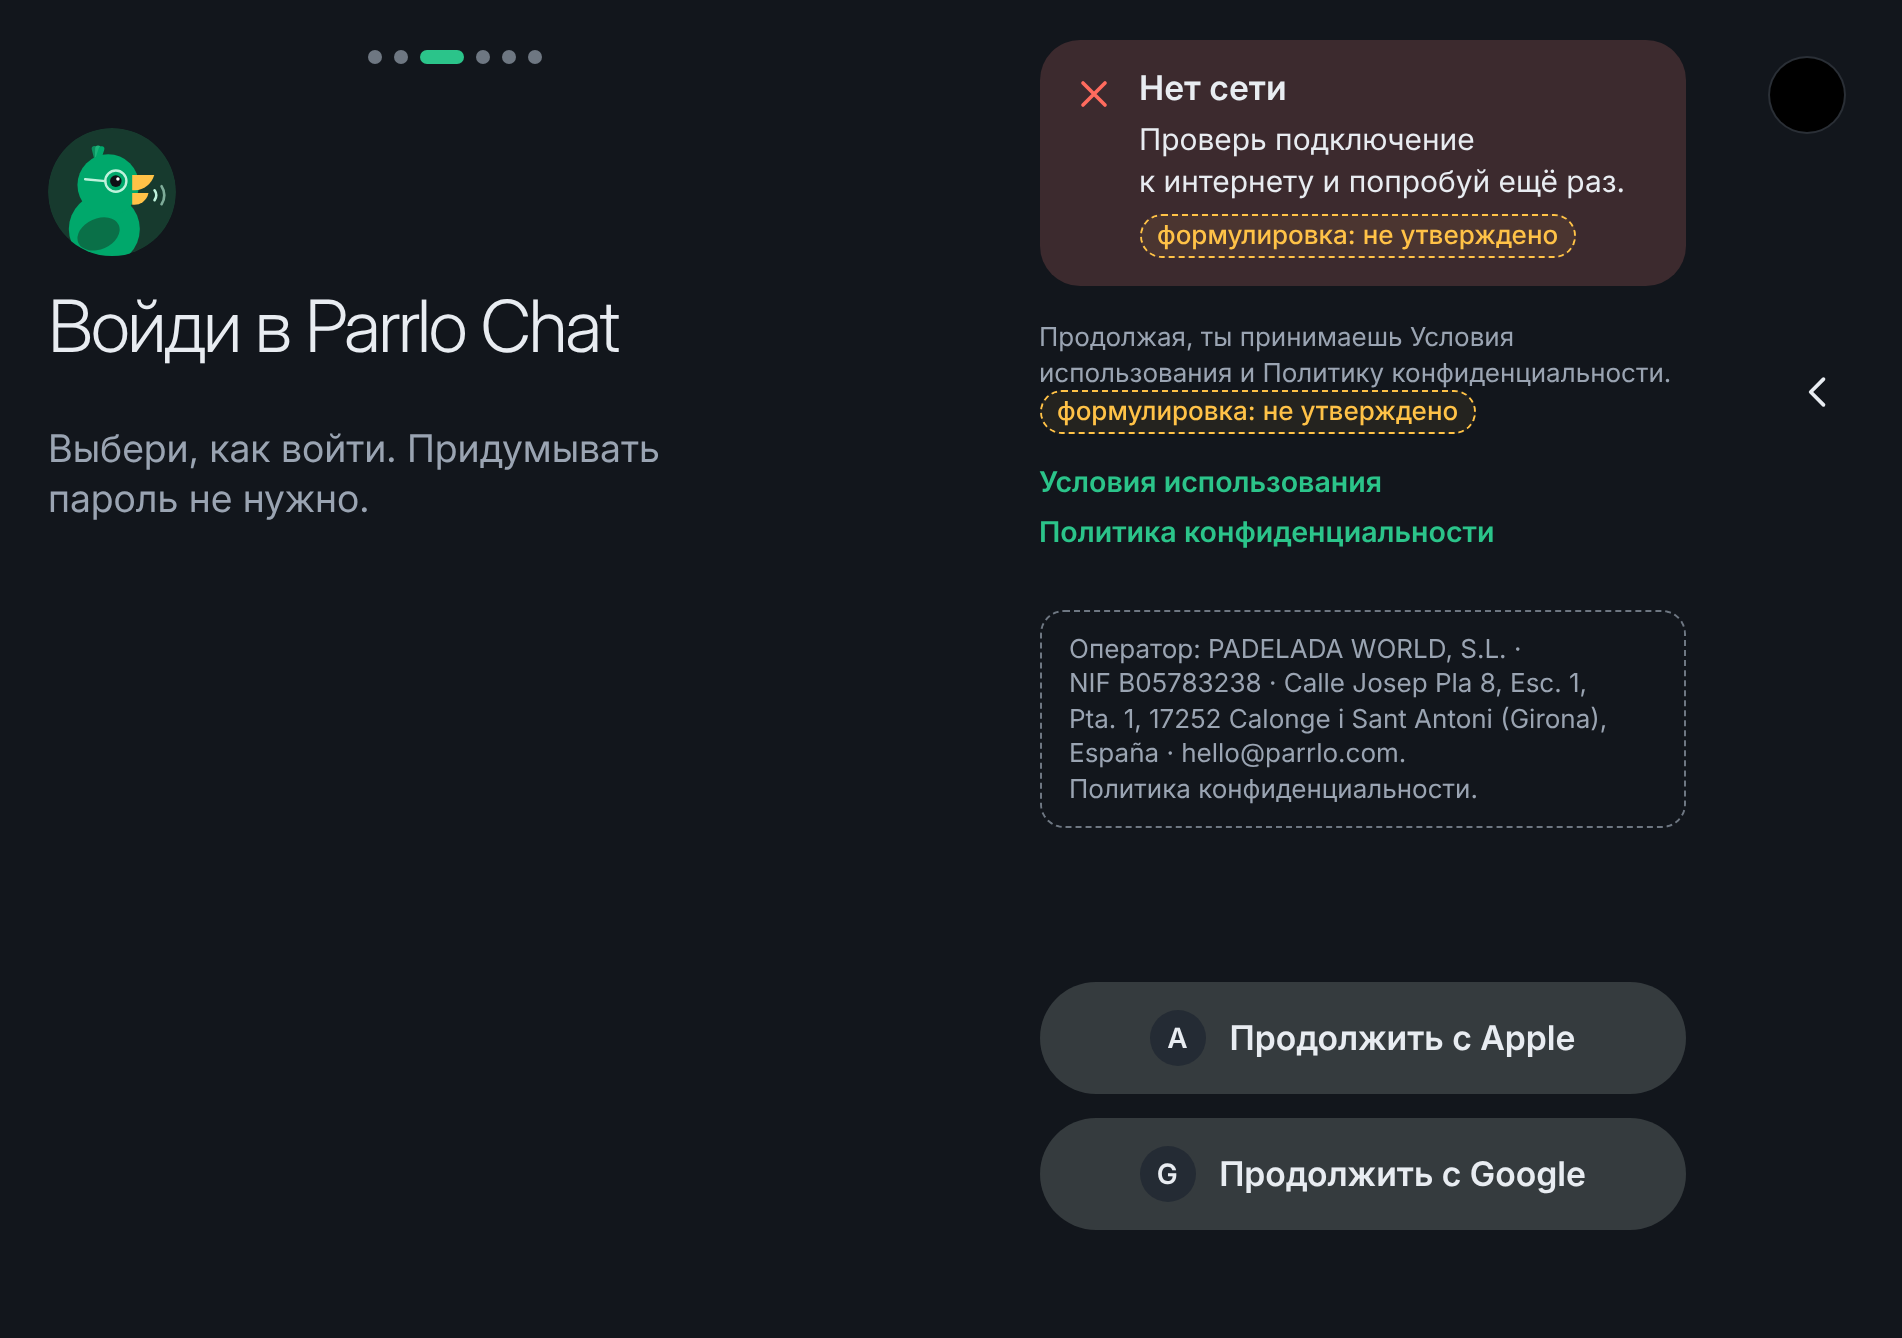 Войди в Parrlo Chat
Выбери, как войти. Придумывать
пароль не нужно.
Нет сети
Проверь подключение
к интернету и попробуй ещё раз.
формулировка: не утверждено
Продолжая, ты принимаешь Условия
использования и Политику конфиденциальности.
формулировка: не утверждено
Условия использования
Политика конфиденциальности
Оператор: PADELADA WORLD, S.L. ·
NIF B05783238 · Calle Josep Pla 8, Esc. 1,
Pta. 1, 17252 Calonge i Sant Antoni (Girona),
España · hello@parrlo.com.
Политика конфиденциальности.
A Продолжить с Apple
G Продолжить с Google